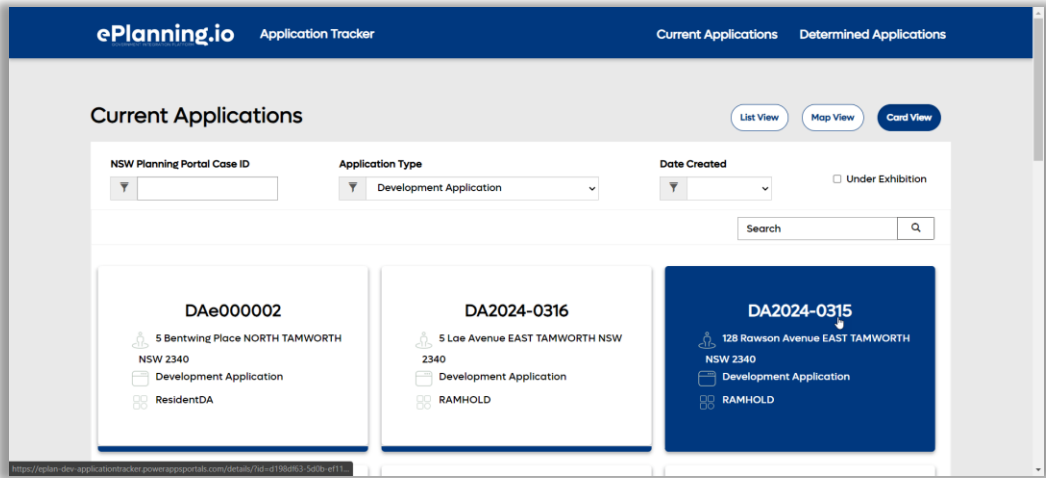 ePlanning.io
GOVERNMENT INTEGRATION PLATFORM
Application Tracker
Current Applications
Determined Applications
Current Applications
List View
Map View
Card View
NSW Planning Portal Case ID
Application Type
Date Created
Development Application
Under Exhibition
Search
DAe000002
5 Bentwing Place NORTH TAMWORTH
NSW 2340
Development Application
ResidentDA
DA2024-0316
5 Lae Avenue EAST TAMWORTH NSW
2340
Development Application
RAMHOLD
DA2024-0315
128 Rawson Avenue EAST TAMWORTH
NSW 2340
Development Application
RAMHOLD
https://eplan-dev-applicationtracker.powerappsportals.com/details/?id=d198df63-5d0b-ef11...